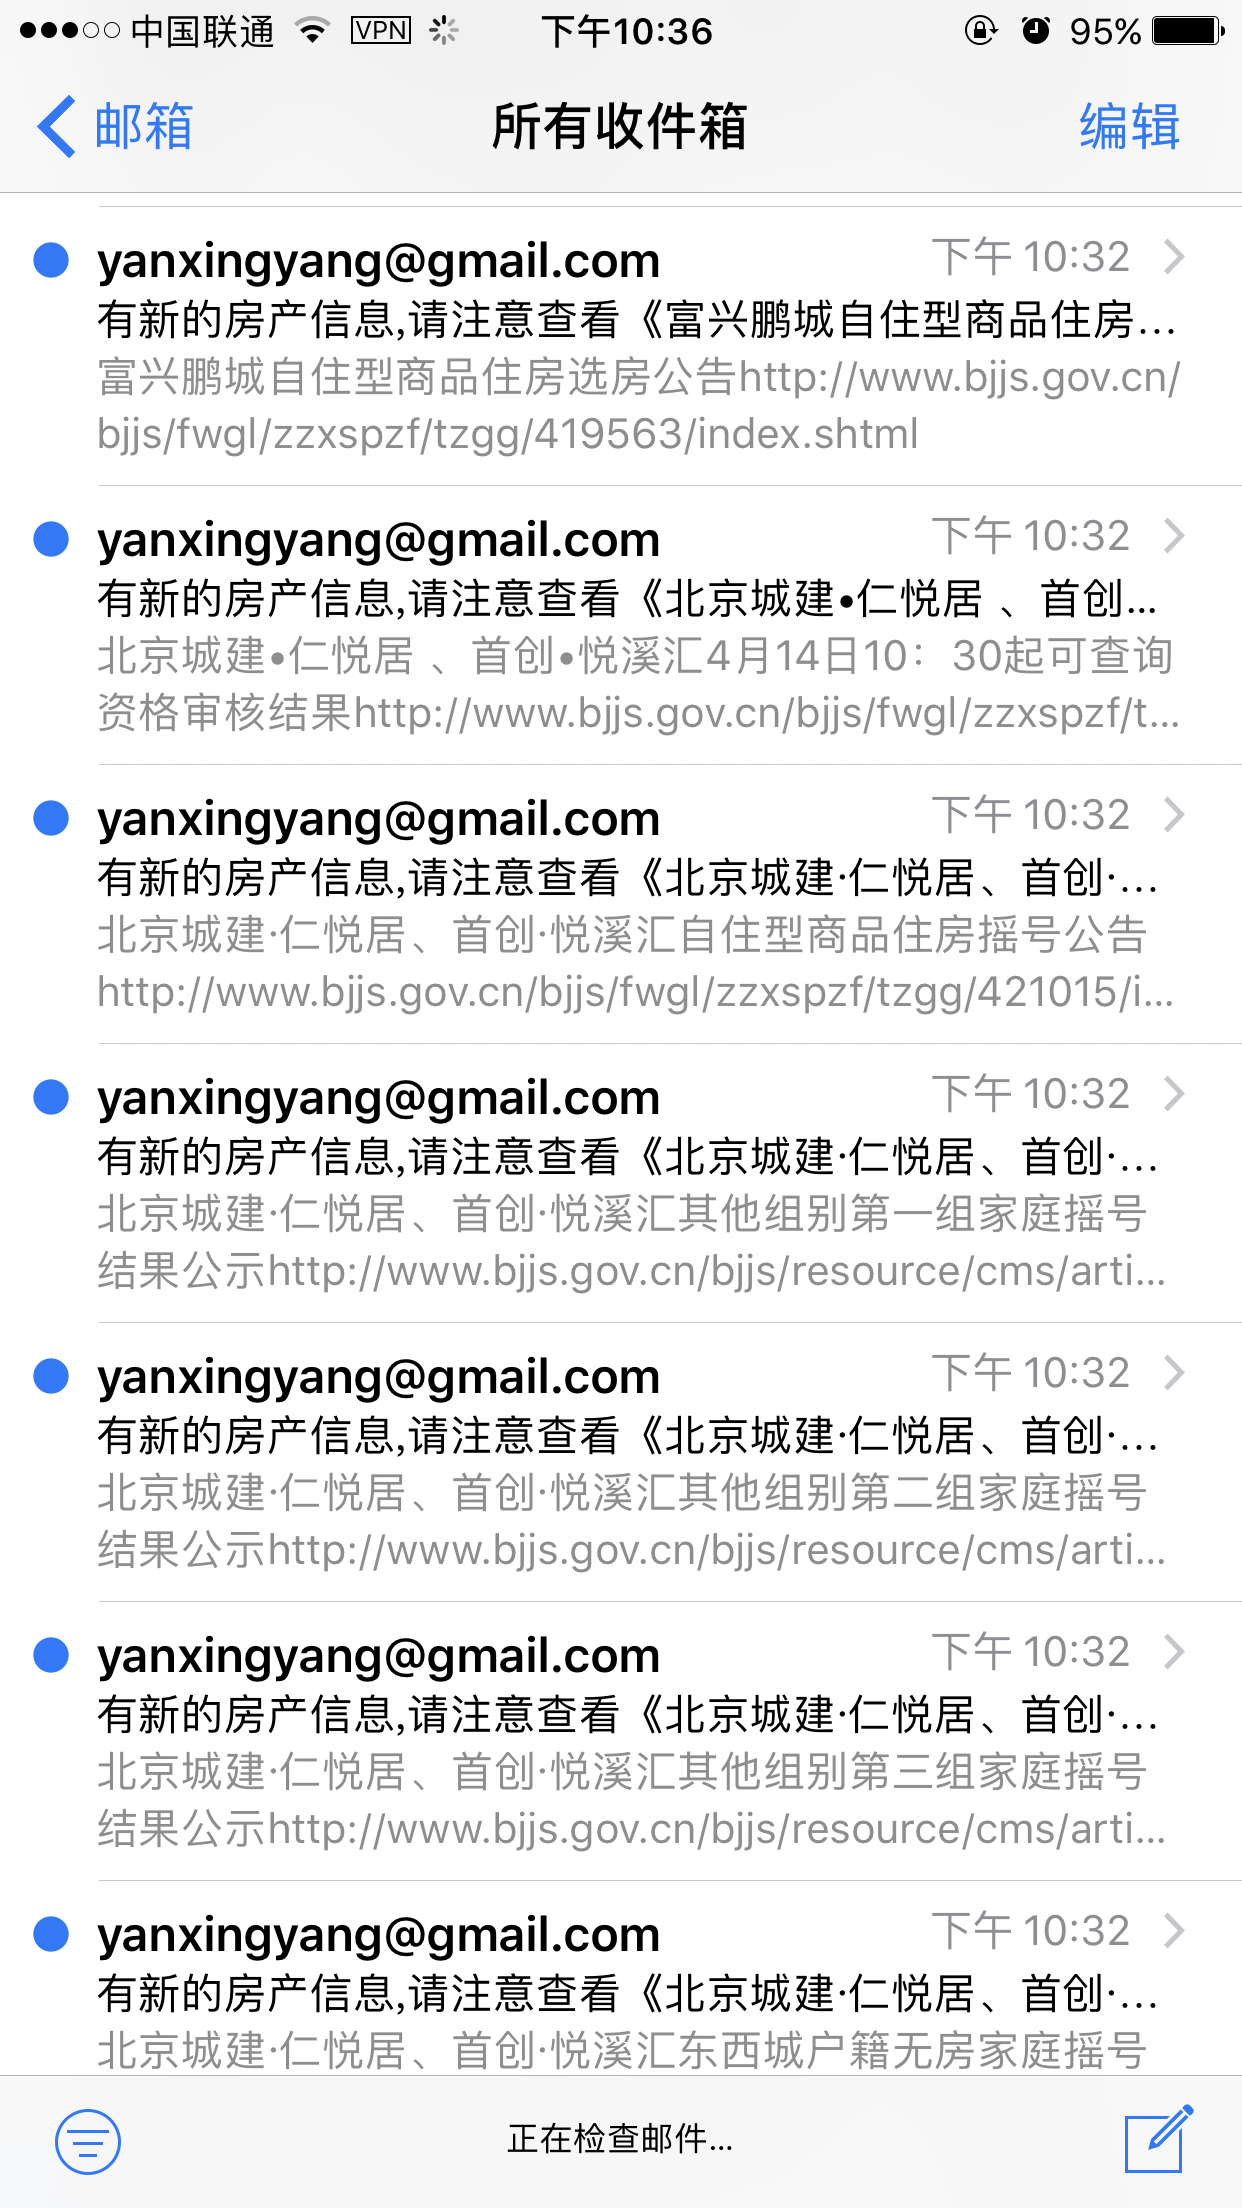 中国联通 VPN 下午10:36 95%
邮箱 所有收件箱 编辑
yanxingyang@gmail.com 下午 10:32
有新的房产信息,请注意查看《富兴鹏城自住型商品住房...
富兴鹏城自住型商品住房选房公告http://www.bjjs.gov.cn/
bjjs/fwgl/zzxspzf/tzgg/419563/index.shtml
yanxingyang@gmail.com 下午 10:32
有新的房产信息,请注意查看《北京城建•仁悦居 、首创...
北京城建•仁悦居 、首创•悦溪汇4月14日10：30起可查询
资格审核结果http://www.bjjs.gov.cn/bjjs/fwgl/zzxspzf/t...
yanxingyang@gmail.com 下午 10:32
有新的房产信息,请注意查看《北京城建·仁悦居、首创·...
北京城建·仁悦居、首创·悦溪汇自住型商品住房摇号公告
http://www.bjjs.gov.cn/bjjs/fwgl/zzxspzf/tzgg/421015/i...
yanxingyang@gmail.com 下午 10:32
有新的房产信息,请注意查看《北京城建·仁悦居、首创·...
北京城建·仁悦居、首创·悦溪汇其他组别第一组家庭摇号
结果公示http://www.bjjs.gov.cn/bjjs/resource/cms/arti...
yanxingyang@gmail.com 下午 10:32
有新的房产信息,请注意查看《北京城建·仁悦居、首创·...
北京城建·仁悦居、首创·悦溪汇其他组别第二组家庭摇号
结果公示http://www.bjjs.gov.cn/bjjs/resource/cms/arti...
yanxingyang@gmail.com 下午 10:32
有新的房产信息,请注意查看《北京城建·仁悦居、首创·...
北京城建·仁悦居、首创·悦溪汇其他组别第三组家庭摇号
结果公示http://www.bjjs.gov.cn/bjjs/resource/cms/arti...
yanxingyang@gmail.com 下午 10:32
有新的房产信息,请注意查看《北京城建·仁悦居、首创·...
北京城建·仁悦居、首创·悦溪汇东西城户籍无房家庭摇号
正在检查邮件...